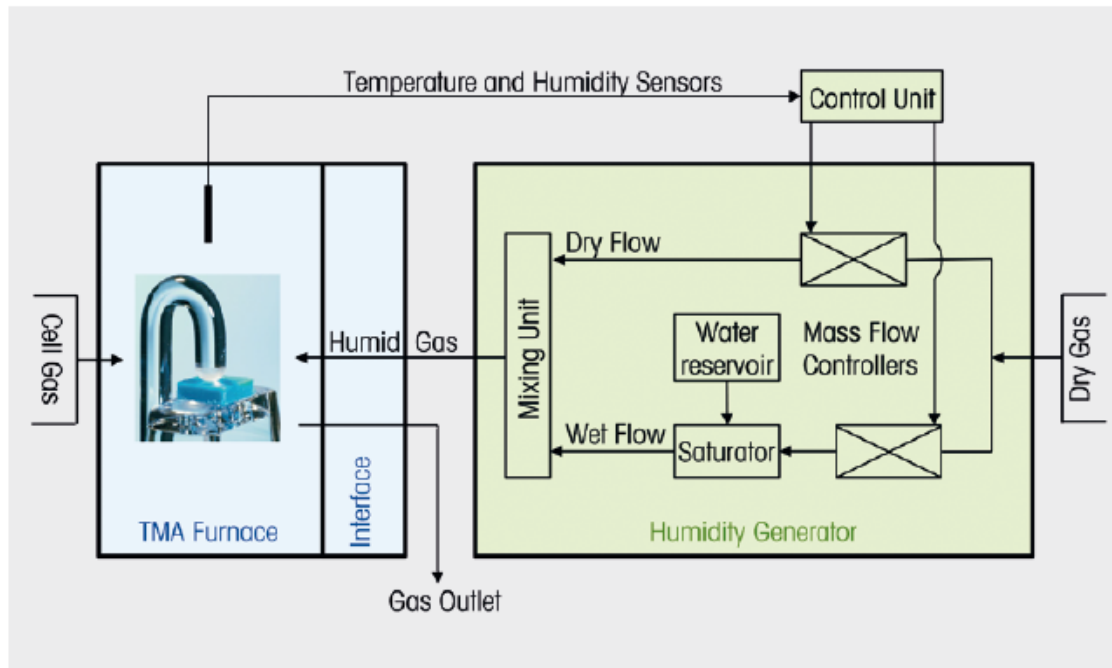 Temperature and Humidity Sensors
Control Unit
Dry Flow
Cell Gas
Humid Gas
Mixing Unit
Water
reservoir
Mass Flow
Controllers
Dry Gas
Wet Flow
Saturator
TMA Furnace
Interface
Humidity Generator
Gas Outlet